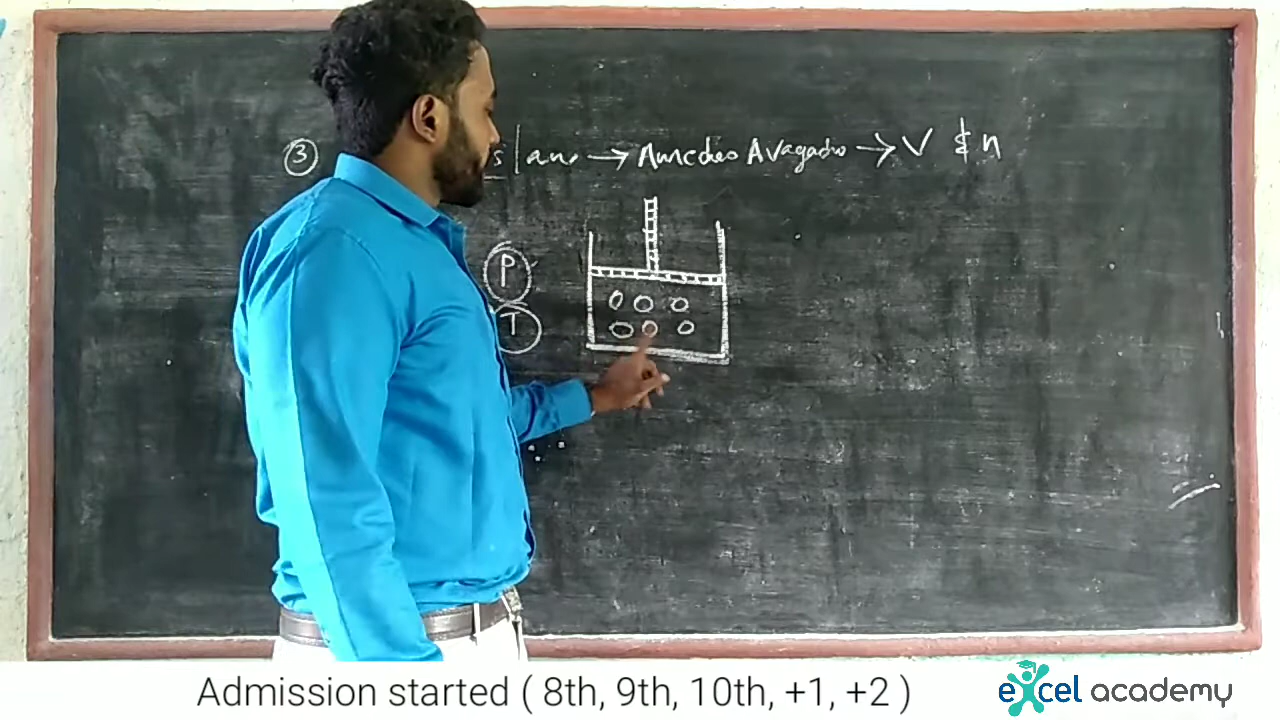 ③ s law → Amedeo Avagadro → V & n
P
T
Admission started ( 8th, 9th, 10th, +1, +2 )
excel academy